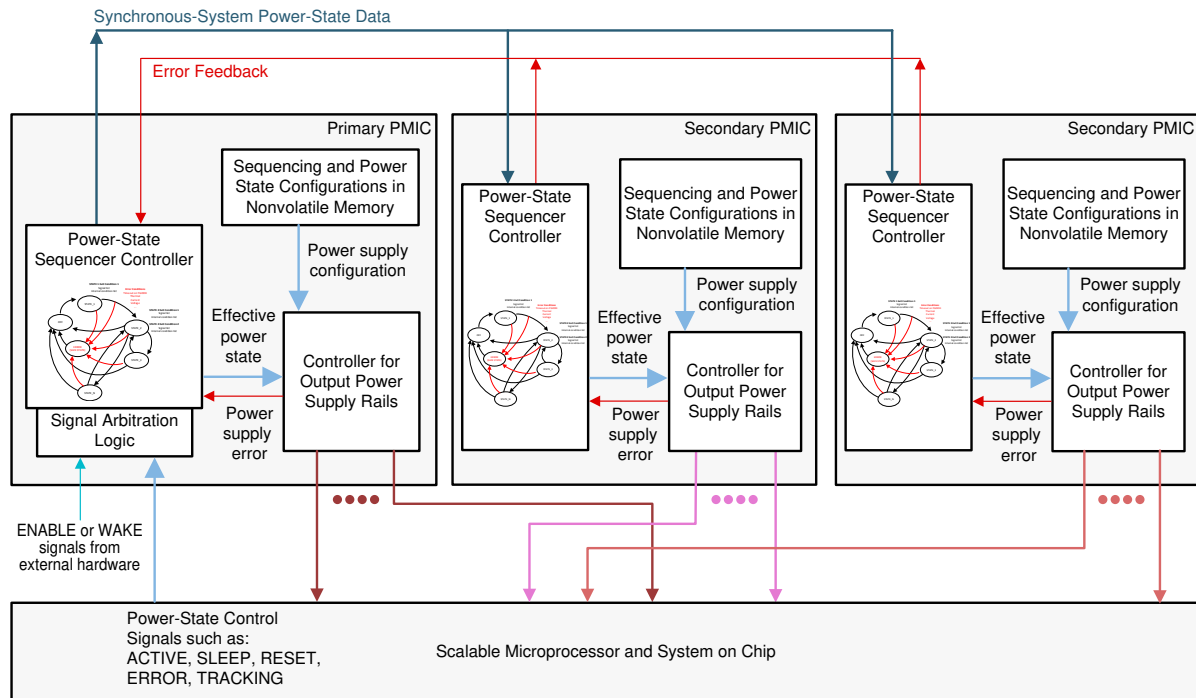 Synchronous-System Power-State Data
Error Feedback
Primary PMIC
Sequencing and Power
State Configurations in
Nonvolatile Memory
Power-State
Sequencer Controller
Power supply
configuration
Effective
power
state
Controller for
Output Power
Supply Rails
Power
supply
error
Signal Arbitration
Logic
ENABLE or WAKE
signals from
external hardware
Secondary PMIC
Power-State
Sequencer
Controller
Sequencing and Power
State Configurations in
Nonvolatile Memory
Power supply
configuration
Effective
power
state
Controller for
Output Power
Supply Rails
Power
supply
error
Secondary PMIC
Power-State
Sequencer
Controller
Sequencing and Power
State Configurations in
Nonvolatile Memory
Power supply
configuration
Effective
power
state
Controller for
Output Power
Supply Rails
Power
supply
error
Power-State Control
Signals such as:
ACTIVE, SLEEP, RESET,
ERROR, TRACKING
Scalable Microprocessor and System on Chip